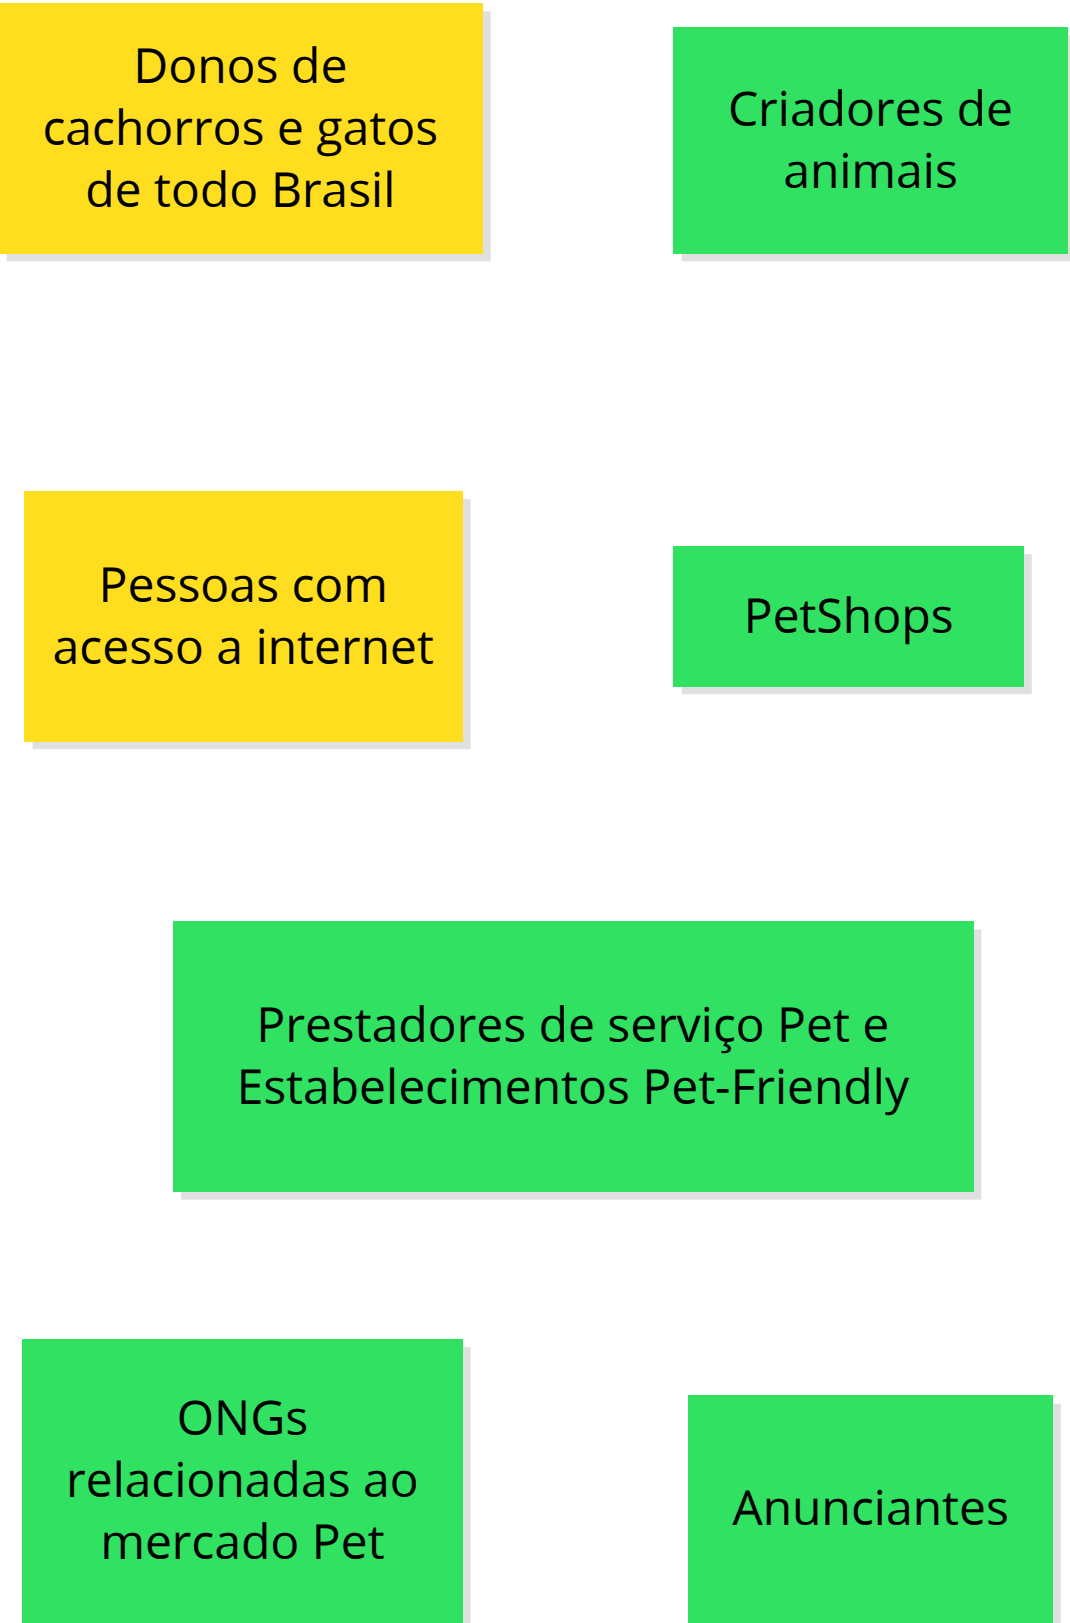 Donos de
cachorros e gatos
de todo Brasil
Criadores de
animais
Pessoas com
acesso a internet
PetShops
Prestadores de serviço Pet e
Estabelecimentos Pet-Friendly
ONGs
relacionadas ao
mercado Pet
Anunciantes